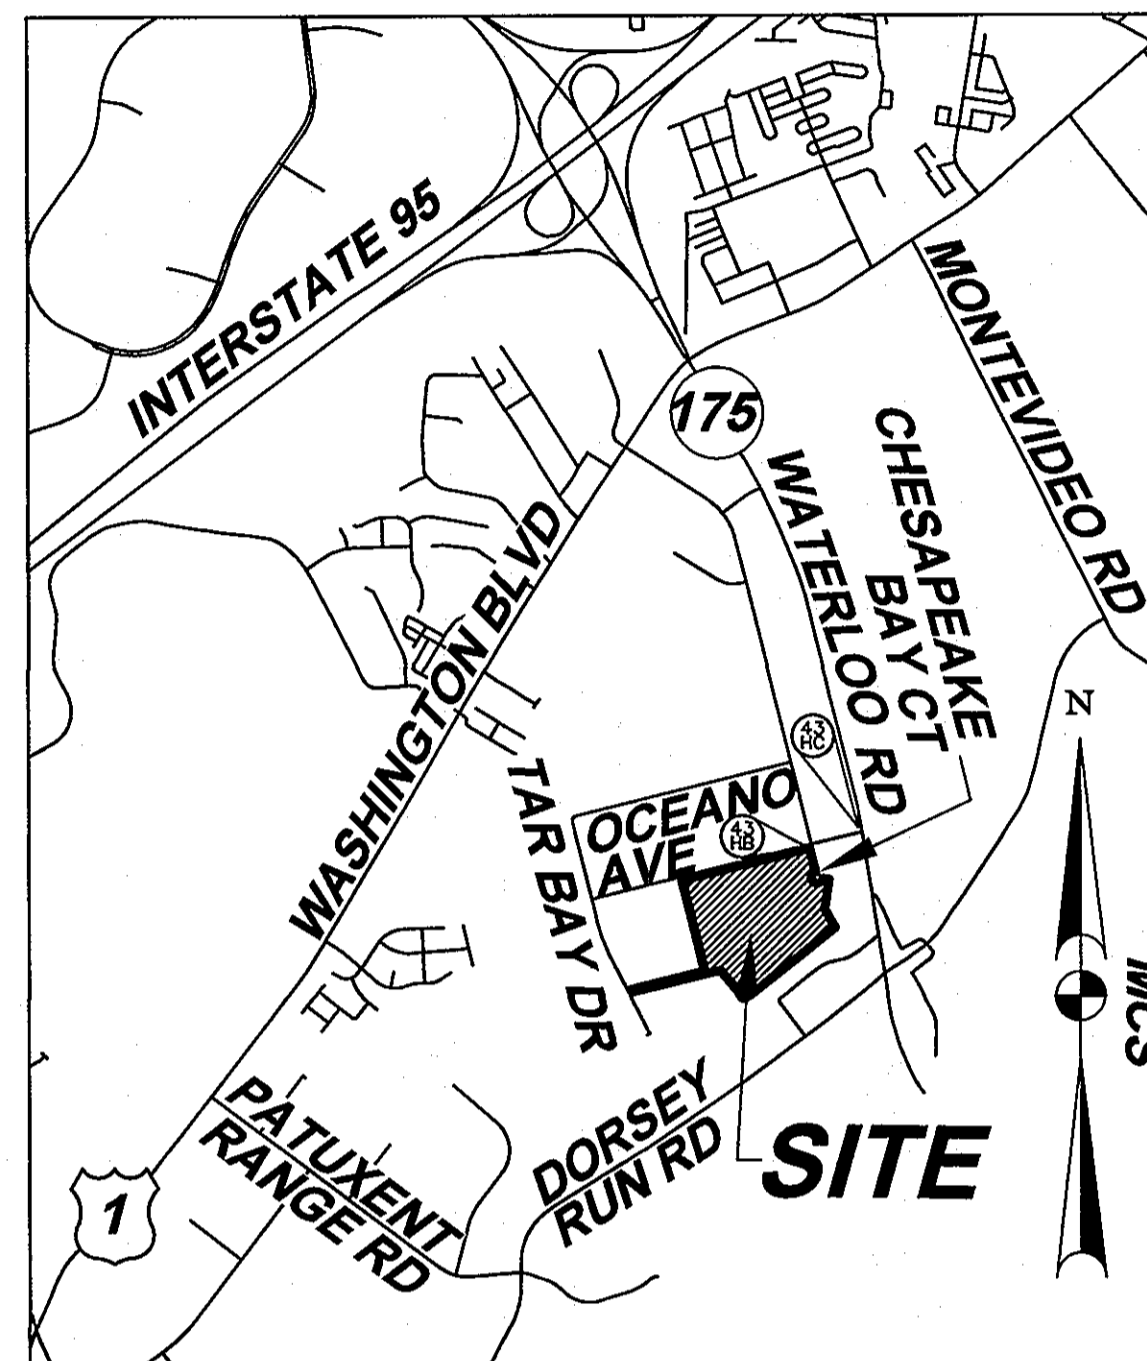 INTERSTATE 95
MONTEVIDEO RD
175
CHESAPEAKE
BAY CT
WATERLOO RD
WASHINGTON BLVD
N
43
HC
OCEANO
AVE
43
HB
TAR BAY DR
MCS
PATUXENT
RANGE RD
DORSEY
RUN RD
SITE
1